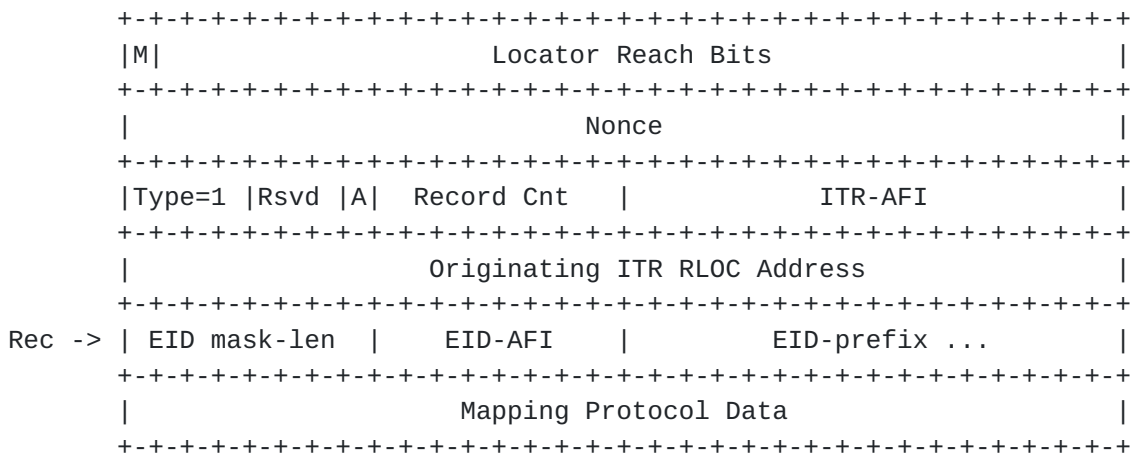 +-+-+-+-+-+-+-+-+-+-+-+-+-+-+-+-+-+-+-+-+-+-+-+-+-+-+-+-+-+-+-+-+
|M|                    Locator Reach Bits                       |
+-+-+-+-+-+-+-+-+-+-+-+-+-+-+-+-+-+-+-+-+-+-+-+-+-+-+-+-+-+-+-+-+
|                             Nonce                             |
+-+-+-+-+-+-+-+-+-+-+-+-+-+-+-+-+-+-+-+-+-+-+-+-+-+-+-+-+-+-+-+-+
|Type=1 |Rsvd |A|  Record Cnt   |            ITR-AFI            |
+-+-+-+-+-+-+-+-+-+-+-+-+-+-+-+-+-+-+-+-+-+-+-+-+-+-+-+-+-+-+-+-+
|                   Originating ITR RLOC Address                |
+-+-+-+-+-+-+-+-+-+-+-+-+-+-+-+-+-+-+-+-+-+-+-+-+-+-+-+-+-+-+-+-+
Rec -> | EID mask-len  |    EID-AFI    |         EID-prefix ...        |
+-+-+-+-+-+-+-+-+-+-+-+-+-+-+-+-+-+-+-+-+-+-+-+-+-+-+-+-+-+-+-+-+
|                     Mapping Protocol Data                     |
+-+-+-+-+-+-+-+-+-+-+-+-+-+-+-+-+-+-+-+-+-+-+-+-+-+-+-+-+-+-+-+-+